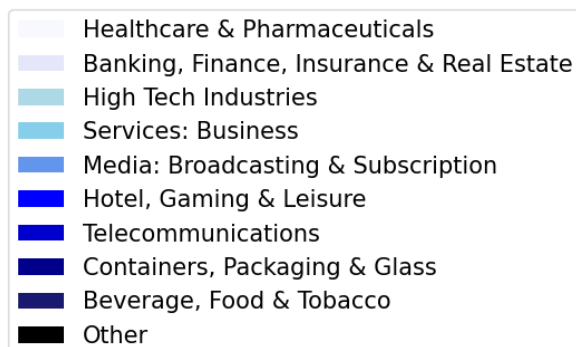 Healthcare & Pharmaceuticals
Banking, Finance, Insurance & Real Estate
High Tech Industries
Services: Business
Media: Broadcasting & Subscription
Hotel, Gaming & Leisure
Telecommunications
Containers, Packaging & Glass
Beverage, Food & Tobacco
Other